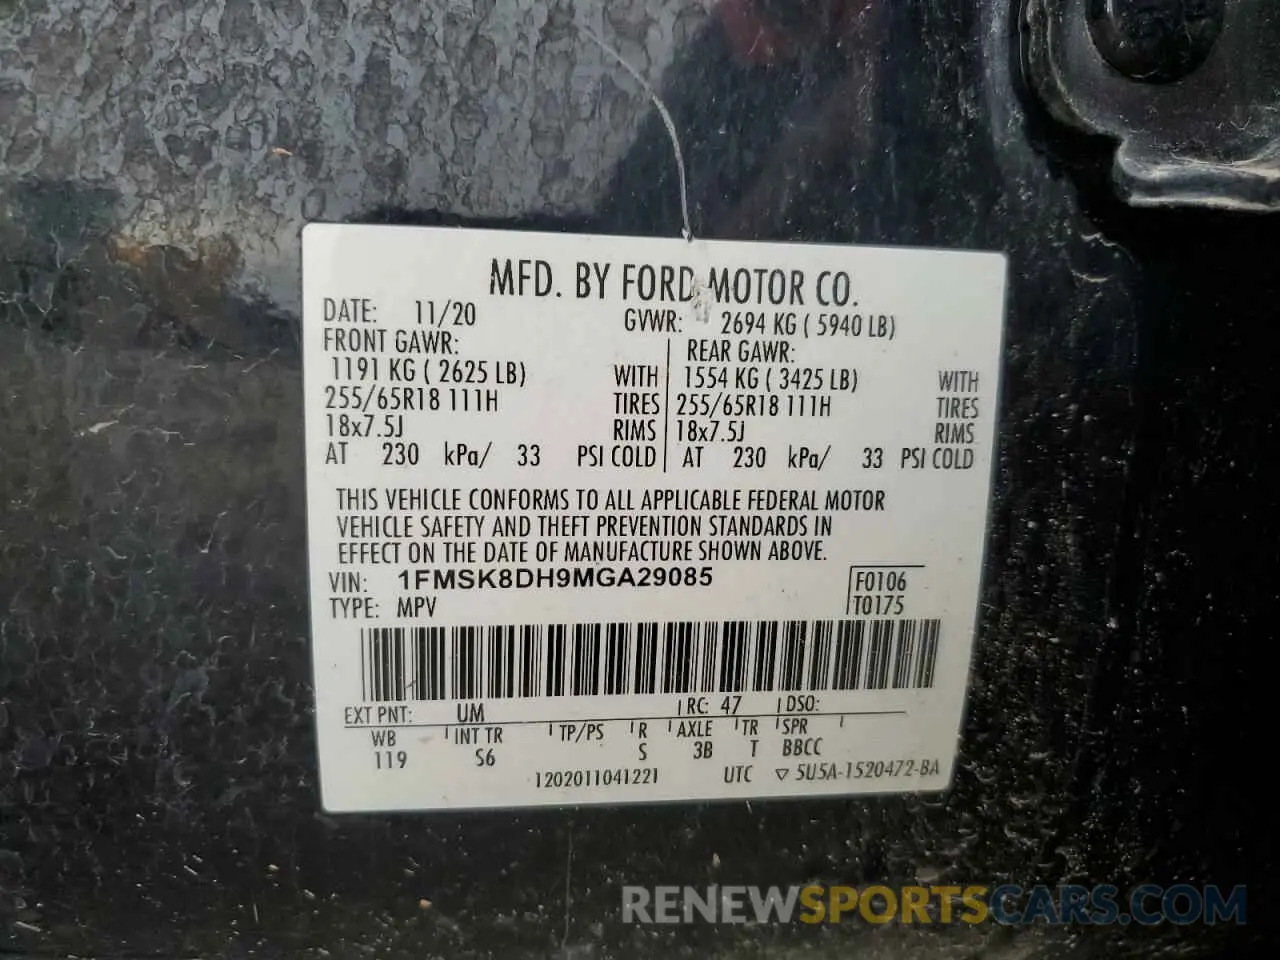 MFD. BY FORD MOTOR CO.
DATE: 11/20 GVWR: 2694 KG ( 5940 LB)
FRONT GAWR: REAR GAWR:
1191 KG ( 2625 LB) WITH 1554 KG ( 3425 LB) WITH
255/65R18 111H TIRES 255/65R18 111H TIRES
18x7.5J RIMS 18x7.5J RIMS
AT 230 kPa/ 33 PSI COLD AT 230 kPa/ 33 PSI COLD
THIS VEHICLE CONFORMS TO ALL APPLICABLE FEDERAL MOTOR
VEHICLE SAFETY AND THEFT PREVENTION STANDARDS IN
EFFECT ON THE DATE OF MANUFACTURE SHOWN ABOVE.
VIN: 1FMSK8DH9MGA29085 F0106
TYPE: MPV T0175
EXT PNT: UM RC: 47 DSO:
WB INT TR TP/PS R AXLE TR SPR
119 S6 S 3B T BBCC
1202011041221 UTC ▽ 5U5A-1520472-BA
RENEWSPORTSCARS.COM